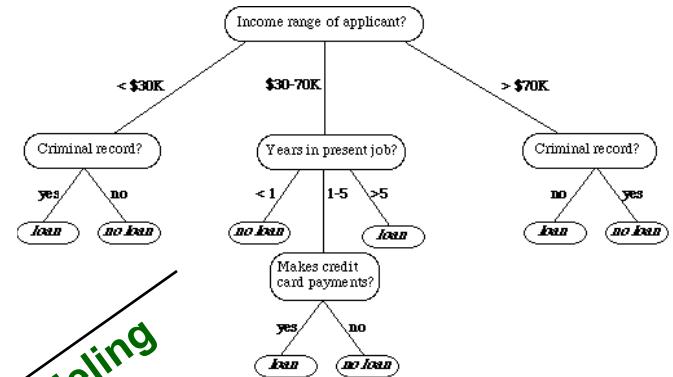 Income range of applicant?
< $30K
$30-70K
> $70K
Criminal record?
Years in present job?
Criminal record?
yes
no
< 1
1-5
>5
no
yes
loan
no loan
no loan
loan
loan
no loan
Makes credit
card payments?
yes
no
loan
no loan